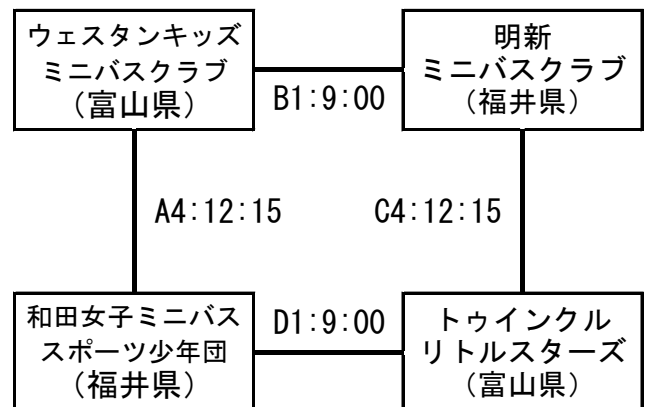 ウェスタンキッズ
ミニバスクラブ
（富山県）
B1:9:00
明新
ミニバスクラブ
（福井県）
A4:12:15
C4:12:15
和田女子ミニバス
スポーツ少年団
（福井県）
D1:9:00
トゥインクル
リトルスターズ
（富山県）